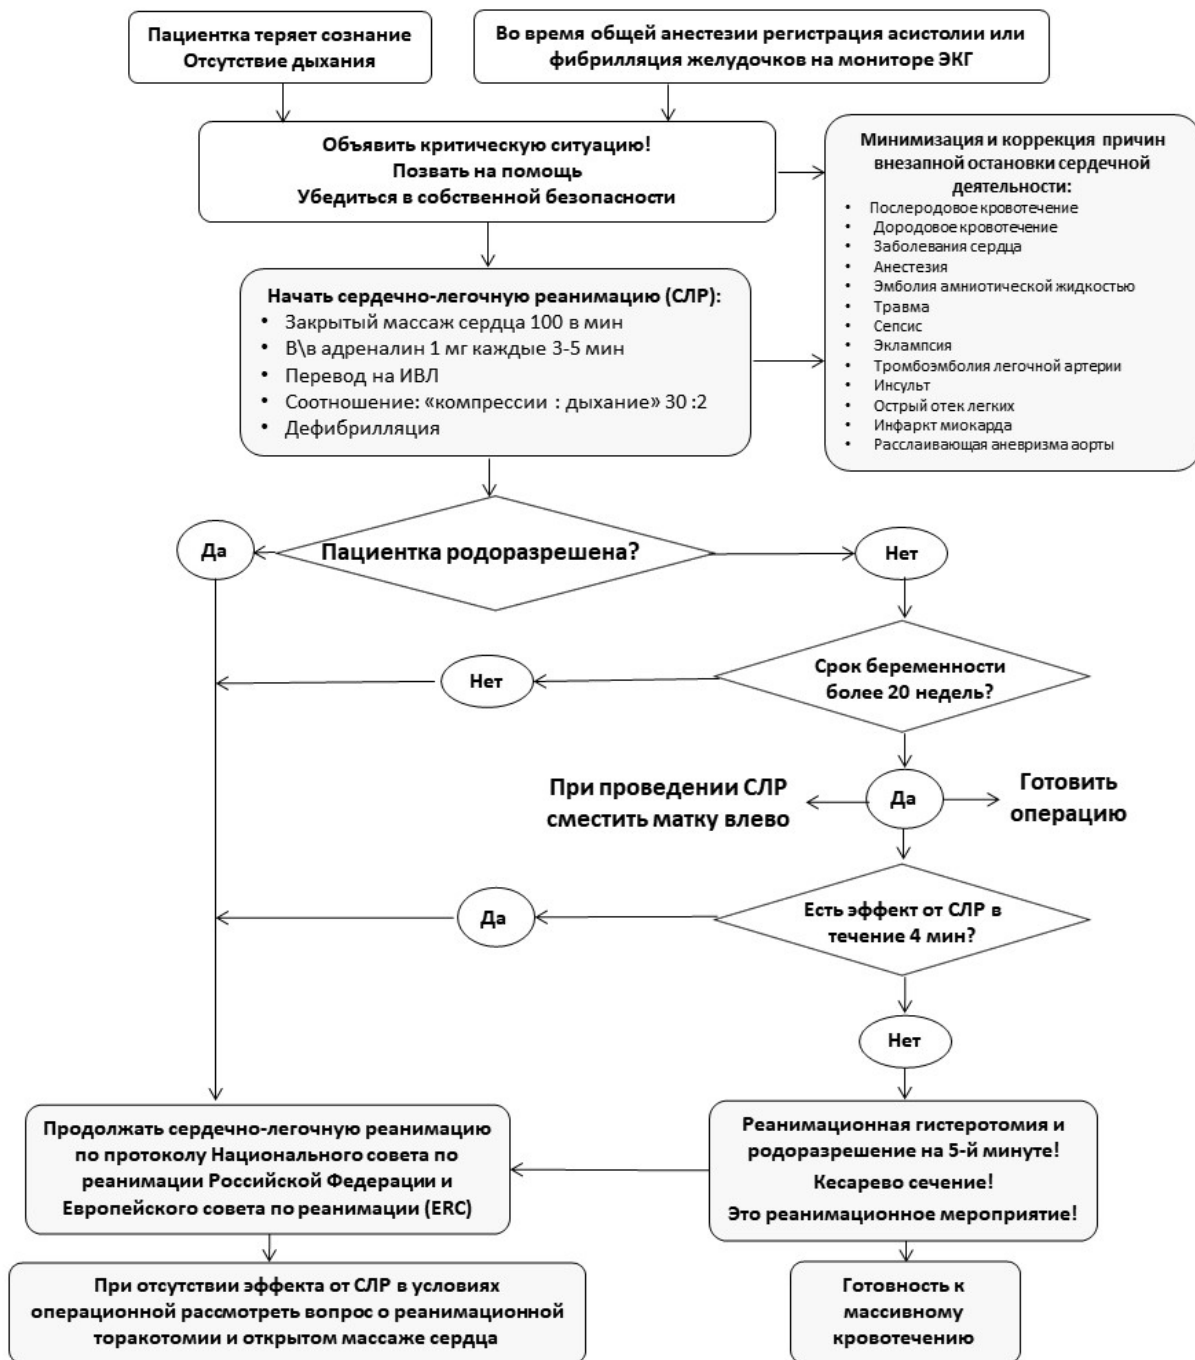 Пациентка теряет сознание
Отсутствие дыхания
Во время общей анестезии регистрация асистолии или
фибрилляция желудочков на мониторе ЭКГ
Объявить критическую ситуацию!
Позвать на помощь
Убедиться в собственной безопасности
Минимизация и коррекция причин
внезапной остановки сердечной
деятельности:
• Послеродовое кровотечение
• Дородовое кровотечение
• Заболевания сердца
• Анестезия
• Эмболия амниотической жидкостью
• Травма
• Сепсис
• Эклампсия
• Тромбоэмболия легочной артерии
• Инсульт
• Острый отек легких
• Инфаркт миокарда
• Расслаивающая аневризма аорты
Начать сердечно-легочную реанимацию (СЛР):
• Закрытый массаж сердца 100 в мин
• В\в адреналин 1 мг каждые 3-5 мин
• Перевод на ИВЛ
• Соотношение: «компрессии : дыхание» 30 :2
• Дефибрилляция
Да
Пациентка родоразрешена?
Нет
Нет
Срок беременности
более 20 недель?
При проведении СЛР
сместить матку влево
Да
Готовить
операцию
Да
Есть эффект от СЛР в
течение 4 мин?
Нет
Продолжать сердечно-легочную реанимацию
по протоколу Национального совета по
реанимации Российской Федерации и
Европейского совета по реанимации (ERC)
Реанимационная гистеротомия и
родоразрешение на 5-й минуте!
Кесарево сечение!
Это реанимационное мероприятие!
При отсутствии эффекта от СЛР в условиях
операционной рассмотреть вопрос о реанимационной
торакотомии и открытом массаже сердца
Готовность к
массивному
кровотечению